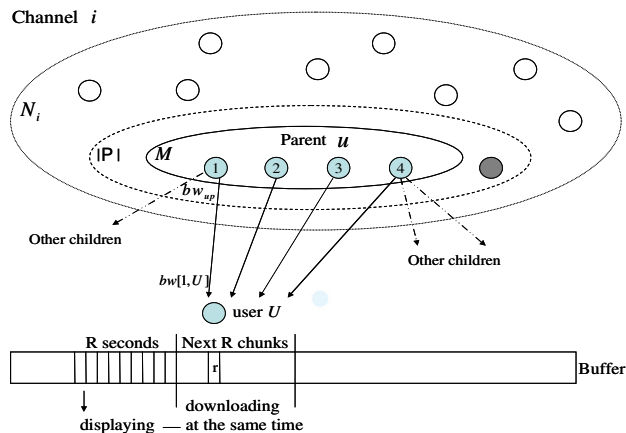 Channel i
N_i
|P|
M
Parent u
1
2
3
4
bw_up
Other children
Other children
bw[1,U]
user U
R seconds
Next R chunks
r
Buffer
downloading
displaying — at the same time